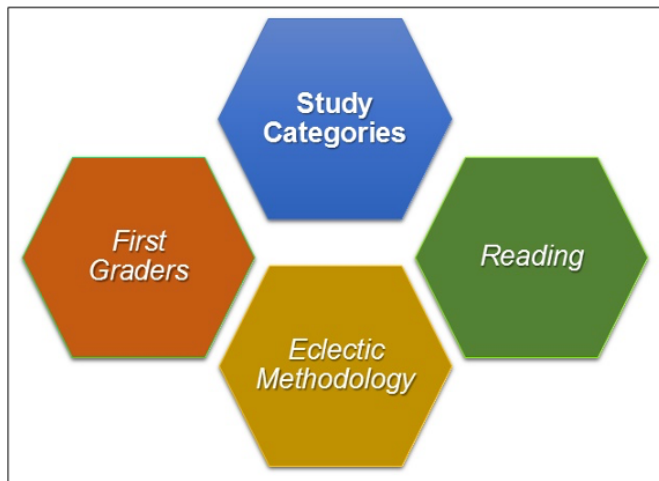 Study
Categories
First
Graders
Reading
Eclectic
Methodology